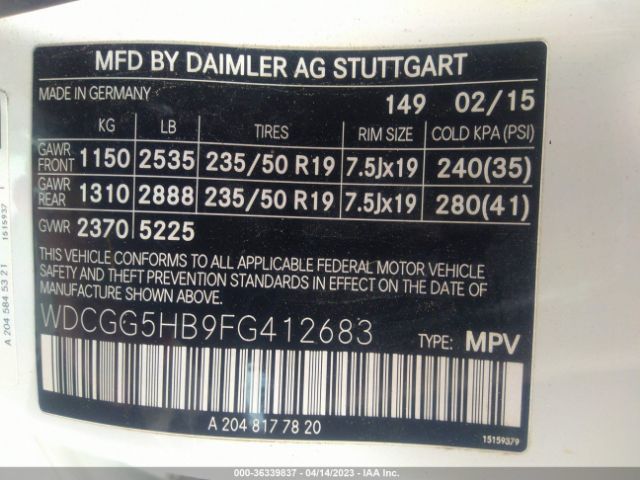 MFD BY DAIMLER AG STUTTGART
MADE IN GERMANY 149 02/15
KG LB TIRES RIM SIZE COLD KPA (PSI)
GAWR FRONT 1150 2535 235/50 R19 7.5Jx19 240(35)
GAWR REAR 1310 2888 235/50 R19 7.5Jx19 280(41)
GVWR 2370 5225
THIS VEHICLE CONFORMS TO ALL APPLICABLE FEDERAL MOTOR VEHICLE
SAFETY AND THEFT PREVENTION STANDARDS IN EFFECT ON THE DATE OF
MANUFACTURE SHOWN ABOVE.
WDCGG5HB9FG412683 TYPE: MPV
A 204 817 78 20
15159379
A 204 584 53 21 1515937
000-36339837 - 04/14/2023 - IAA Inc.